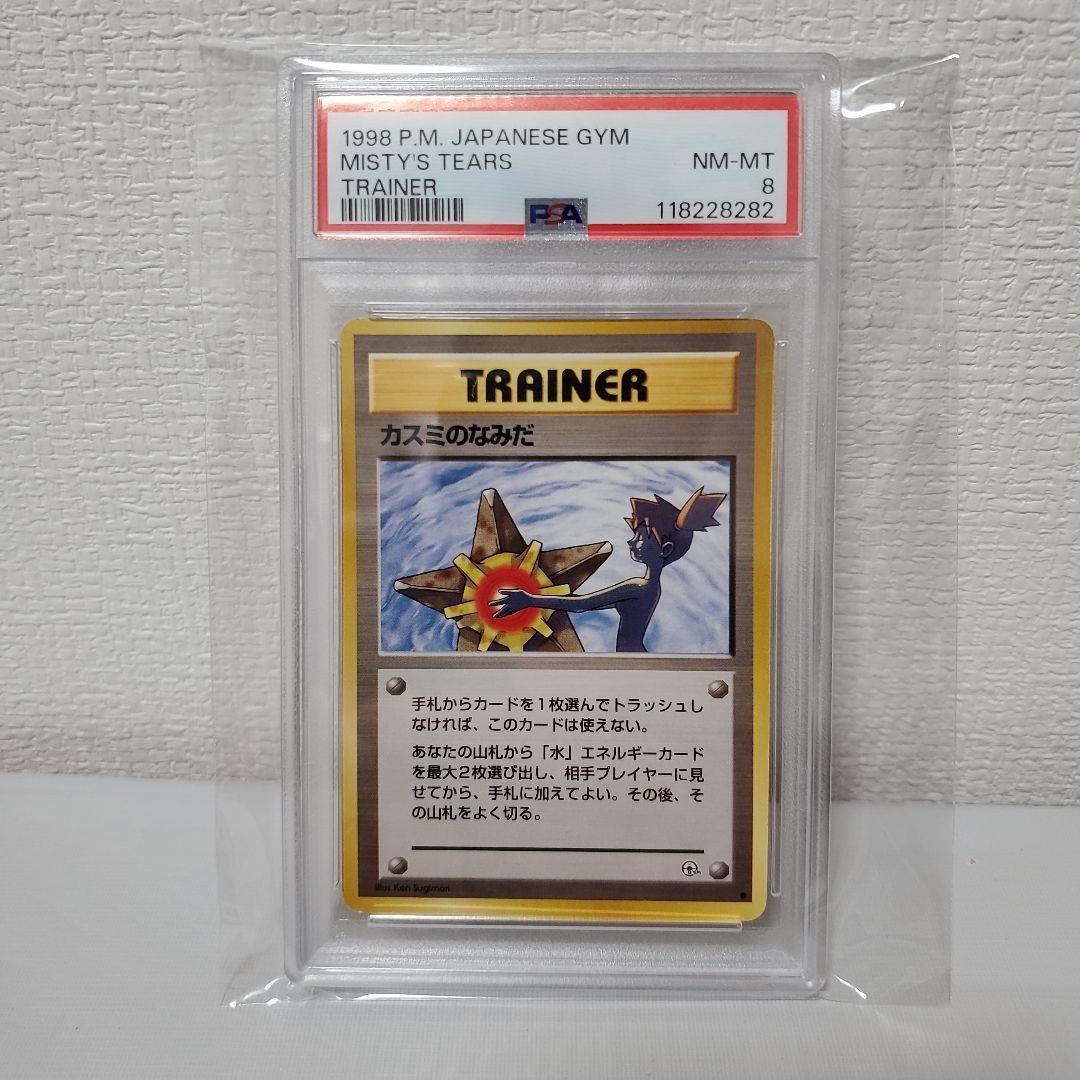 1998 P.M. JAPANESE GYM
MISTY'S TEARS NM-MT
TRAINER 8
PSA 118228282
TRAINER
カスミのなみだ
手札からカードを1枚選んでトラッシュし
なければ、このカードは使えない。
あなたの山札から「水」エネルギーカード
を最大2枚選び出し、相手プレイヤーに見
せてから、手札に加えてよい。その後、そ
の山札をよく切る。
Illus. Ken Sugimori